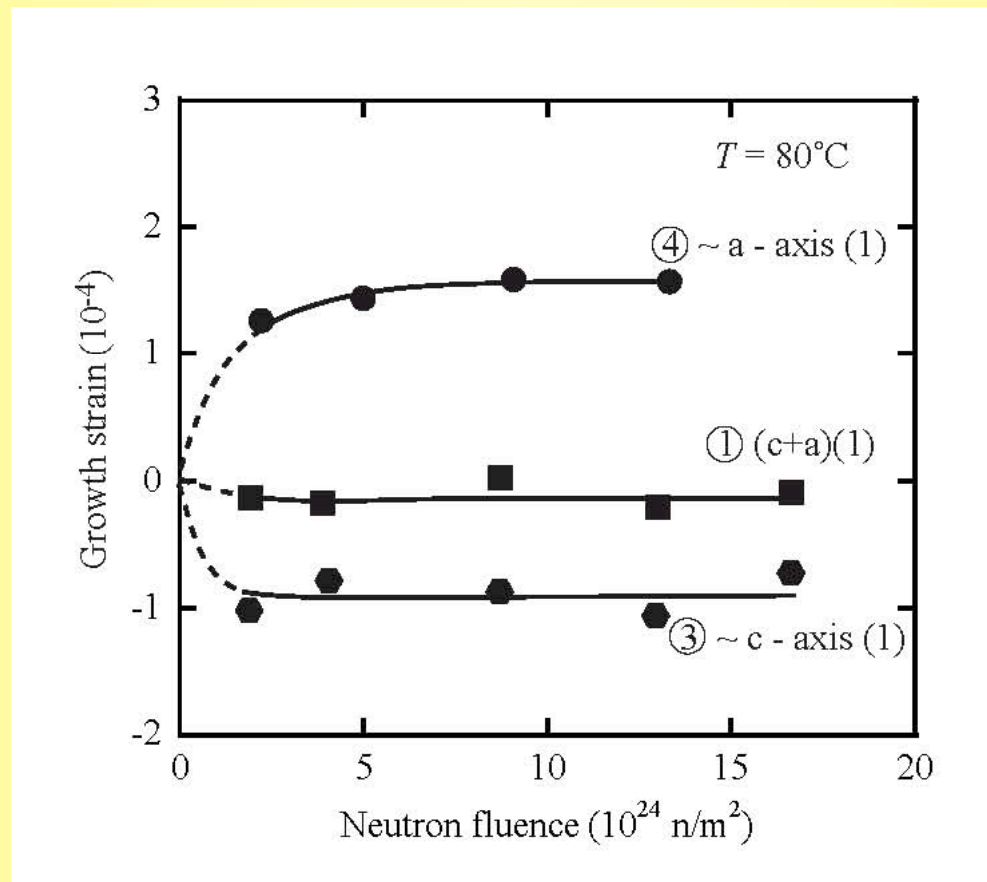 3
T = 80°C
2
④ ~ a - axis (1)
1
① (c+a)(1)
0
-1
③ ~ c - axis (1)
-2
0 5 10 15 20
Growth strain (10⁻⁴)
Neutron fluence (10²⁴ n/m²)